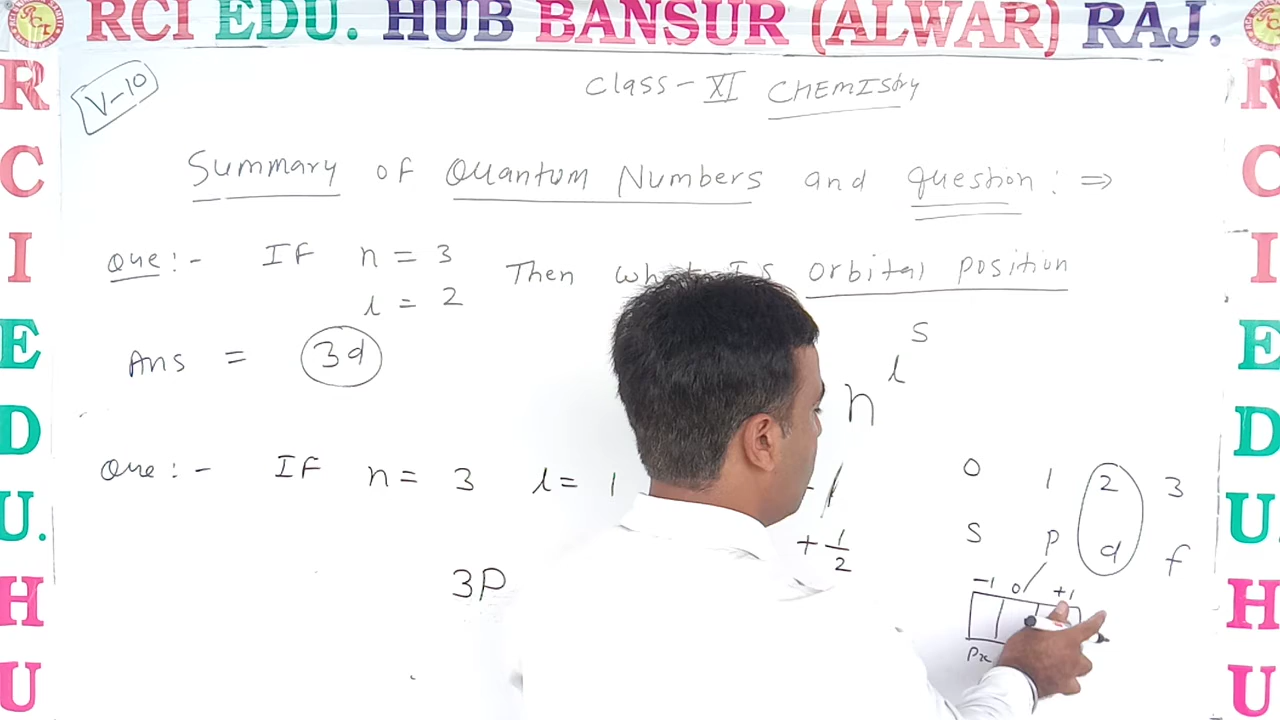 RCI EDU. HUB BANSUR (ALWAR) RAJ.
R C I E D U. H U
R C I E D U. H U
V-10
Class - XI CHEMIStry
Summary of Quantum Numbers and question : ⇒
Que :- IF n = 3 Then what IS orbital position
l = 2
Ans = 3d
n l s
Que :- IF n = 3 l = 1
+ 1/2
0 1 2 3
S P d f
3P
-1 0 +1
Px